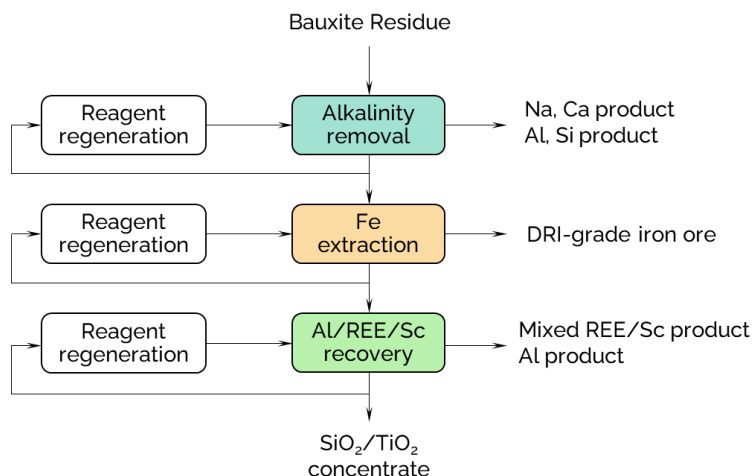 Bauxite Residue
Reagent
regeneration
Alkalinity
removal
Na, Ca product
Al, Si product
Reagent
regeneration
Fe
extraction
DRI-grade iron ore
Reagent
regeneration
Al/REE/Sc
recovery
Mixed REE/Sc product
Al product
SiO₂/TiO₂
concentrate